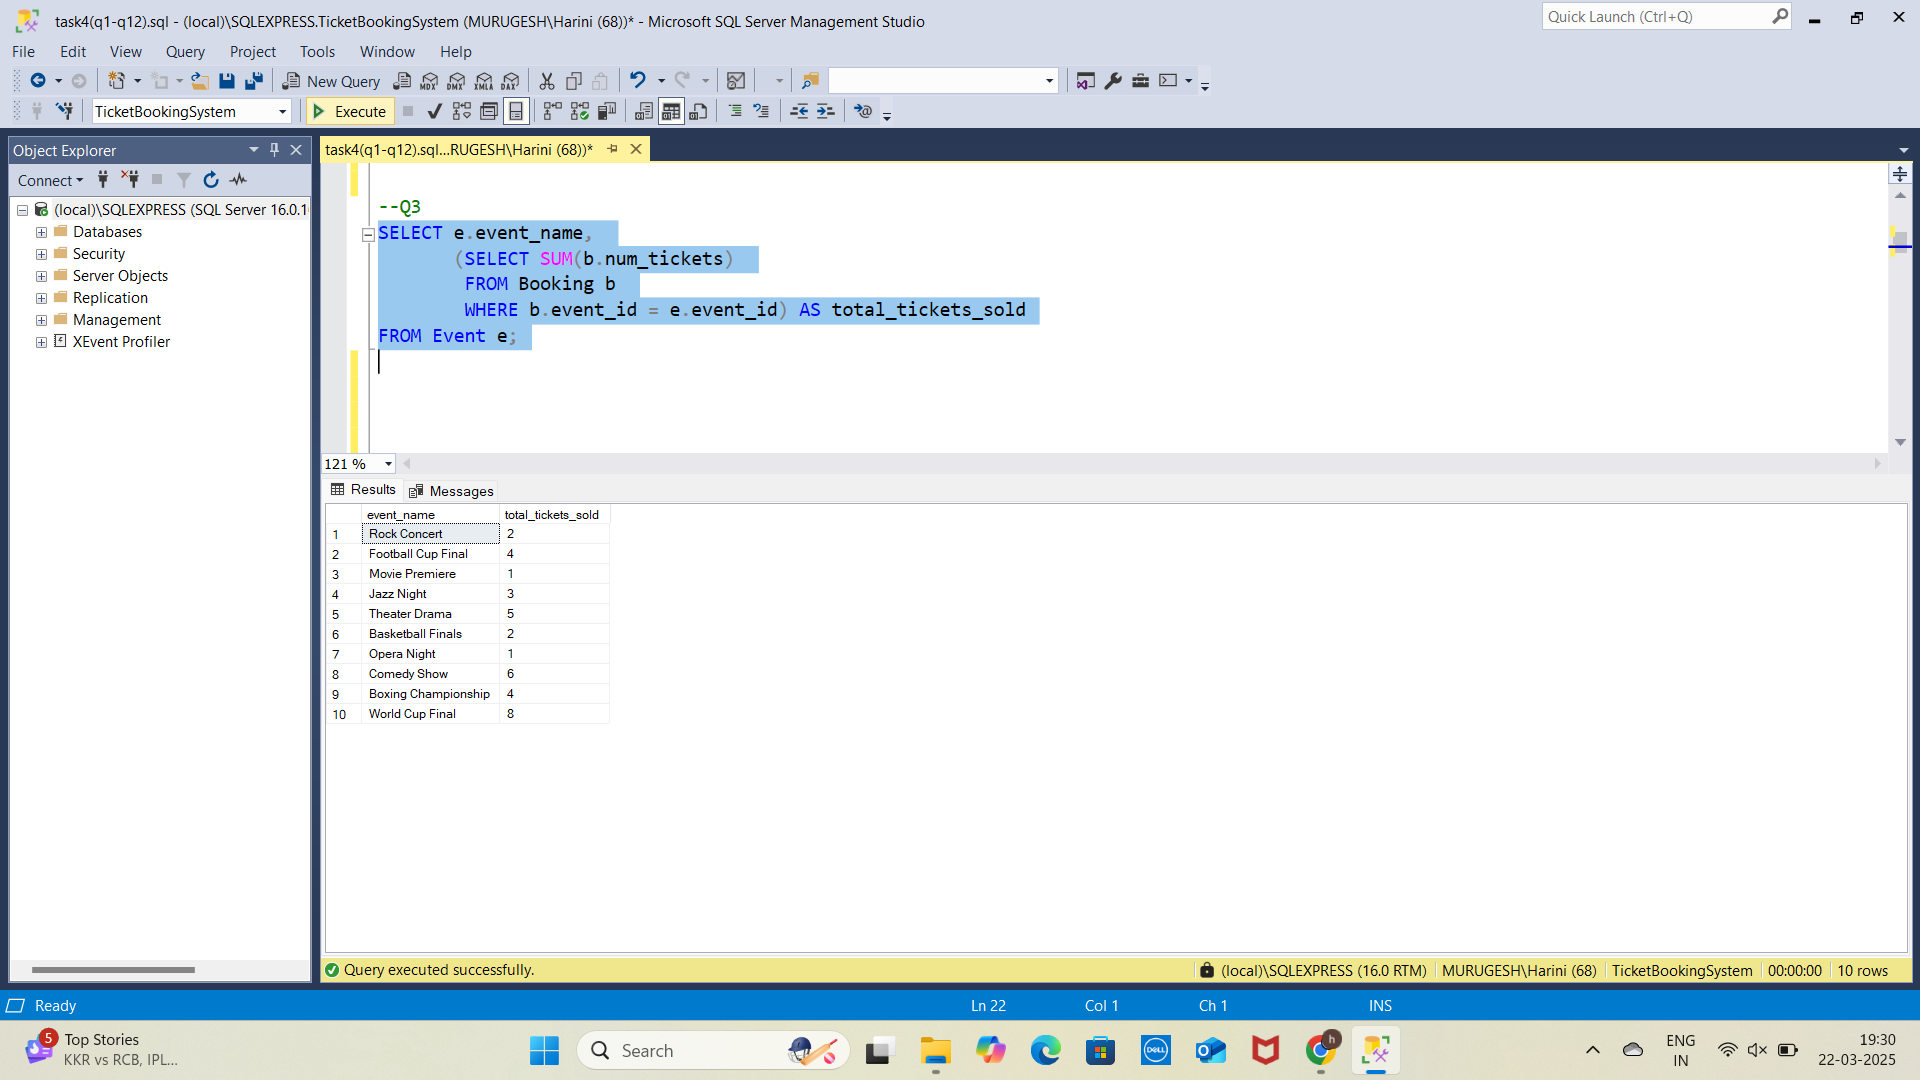 task4(q1-q12).sql - (local)\SQLEXPRESS.TicketBookingSystem (MURUGESH\Harini (68))* - Microsoft SQL Server Management Studio
Quick Launch (Ctrl+Q)
File Edit View Query Project Tools Window Help
New Query MDX DMX XMLA DAX
TicketBookingSystem Execute
Object Explorer
task4(q1-q12).sql...RUGESH\Harini (68))*
Connect
(local)\SQLEXPRESS (SQL Server 16.0.1
Databases
Security
Server Objects
Replication
Management
XEvent Profiler
--Q3
SELECT e.event_name,
(SELECT SUM(b.num_tickets)
FROM Booking b
WHERE b.event_id = e.event_id) AS total_tickets_sold
FROM Event e;
121 %
Results Messages
event_name total_tickets_sold
1 Rock Concert 2
2 Football Cup Final 4
3 Movie Premiere 1
4 Jazz Night 3
5 Theater Drama 5
6 Basketball Finals 2
7 Opera Night 1
8 Comedy Show 6
9 Boxing Championship 4
10 World Cup Final 8
Query executed successfully. (local)\SQLEXPRESS (16.0 RTM) MURUGESH\Harini (68) TicketBookingSystem 00:00:00 10 rows
Ready Ln 22 Col 1 Ch 1 INS
5 Top Stories
KKR vs RCB, IPL...
Search
DELL
h
ENG
IN
19:30
22-03-2025